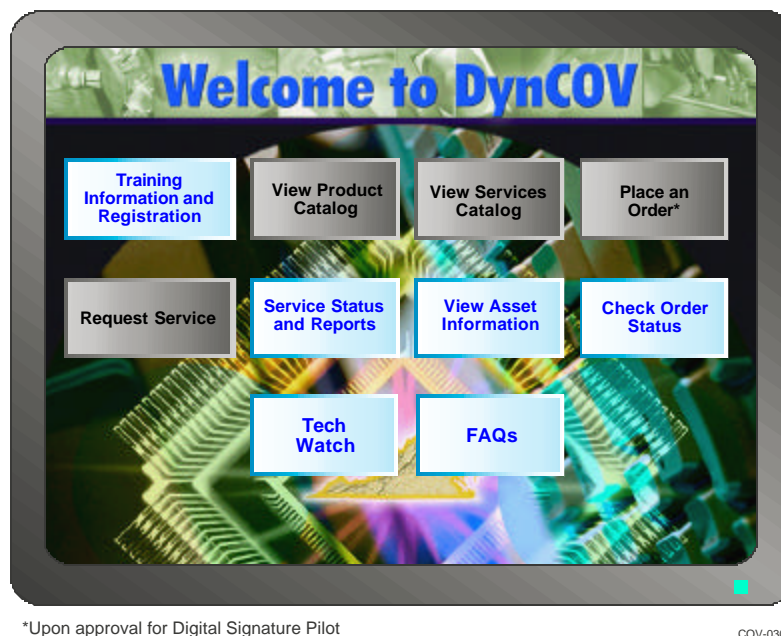 Welcome to DynCOV
Training
Information and
Registration
View Product
Catalog
View Services
Catalog
Place an
Order*
Request Service
Service Status
and Reports
View Asset
Information
Check Order
Status
Tech
Watch
FAQs
*Upon approval for Digital Signature Pilot